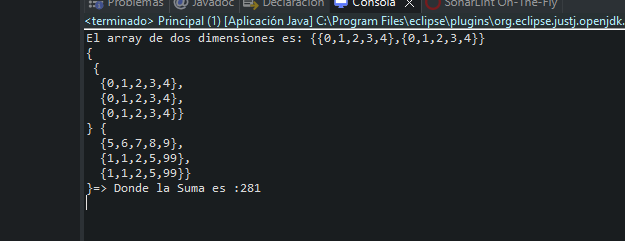 Problemas @ Javadoc Declaración Consola SonarLint On-The-Fly
<terminado> Principal (1) [Aplicación Java] C:\Program Files\eclipse\plugins\org.eclipse.justj.openjdk.
El array de dos dimensiones es: {{0,1,2,3,4},{0,1,2,3,4}}
{
 {
  {0,1,2,3,4},
  {0,1,2,3,4},
  {0,1,2,3,4}}
} {
  {5,6,7,8,9},
  {1,1,2,5,99},
  {1,1,2,5,99}}
}=> Donde la Suma es :281